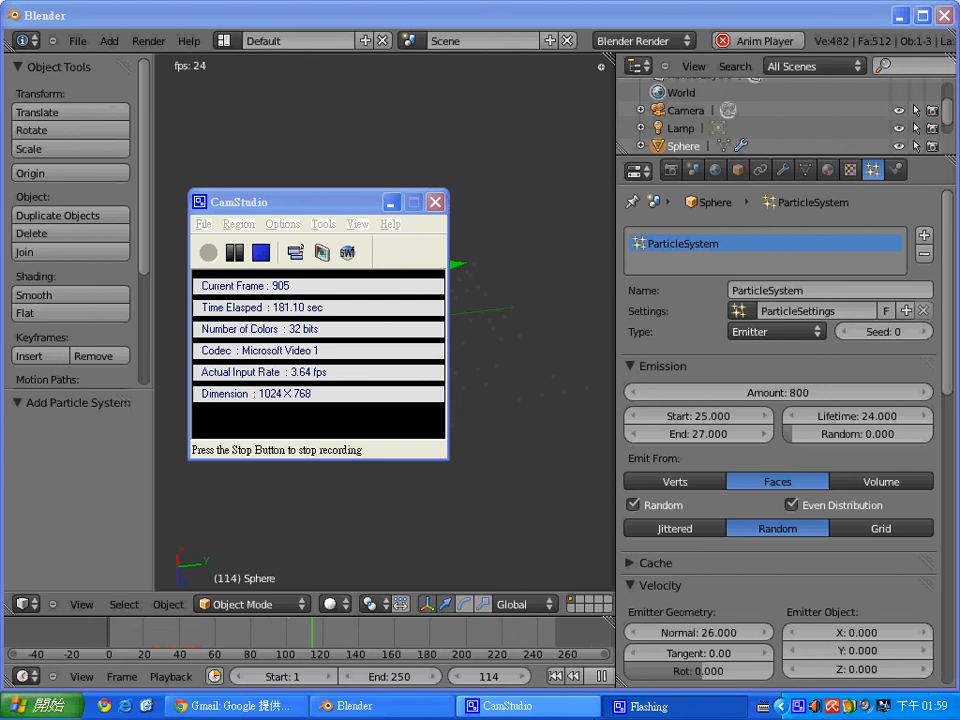 Blender
File Add Render Help Default Scene Blender Render Anim Player Ve:482 | Fa:512 | Ob:1-3 | La:
Object Tools
Transform:
Translate
Rotate
Scale
Origin
Object:
Duplicate Objects
Delete
Join
Shading:
Smooth
Flat
Keyframes:
Insert Remove
Motion Paths:
Add Particle System
fps: 24
CamStudio
File Region Options Tools View Help
SWF
Current Frame : 905
Time Elasped : 181.10 sec
Number of Colors : 32 bits
Codec : Microsoft Video 1
Actual Input Rate : 3.64 fps
Dimension : 1024 X 768
Press the Stop Button to stop recording
y
(114) Sphere
View Select Object Object Mode Global
-40 -20 0 20 40 60 80 100 120 140 160 180 200 220 240 260
View Frame Playback Start: 1 End: 250 114
View Search All Scenes
World
Camera
Lamp
Sphere
Sphere ParticleSystem
ParticleSystem
Name: ParticleSystem
Settings: ParticleSettings F
Type: Emitter Seed: 0
Emission
Amount: 800
Start: 25.000 Lifetime: 24.000
End: 27.000 Random: 0.000
Emit From:
Verts Faces Volume
Random Even Distribution
Jittered Random Grid
Cache
Velocity
Emitter Geometry: Emitter Object:
Normal: 26.000 X: 0.000
Tangent: 0.00 Y: 0.000
Rot: 0.000 Z: 0.000
開始 Gmail: Google 提供... Blender CamStudio Flashing 下午 01:59